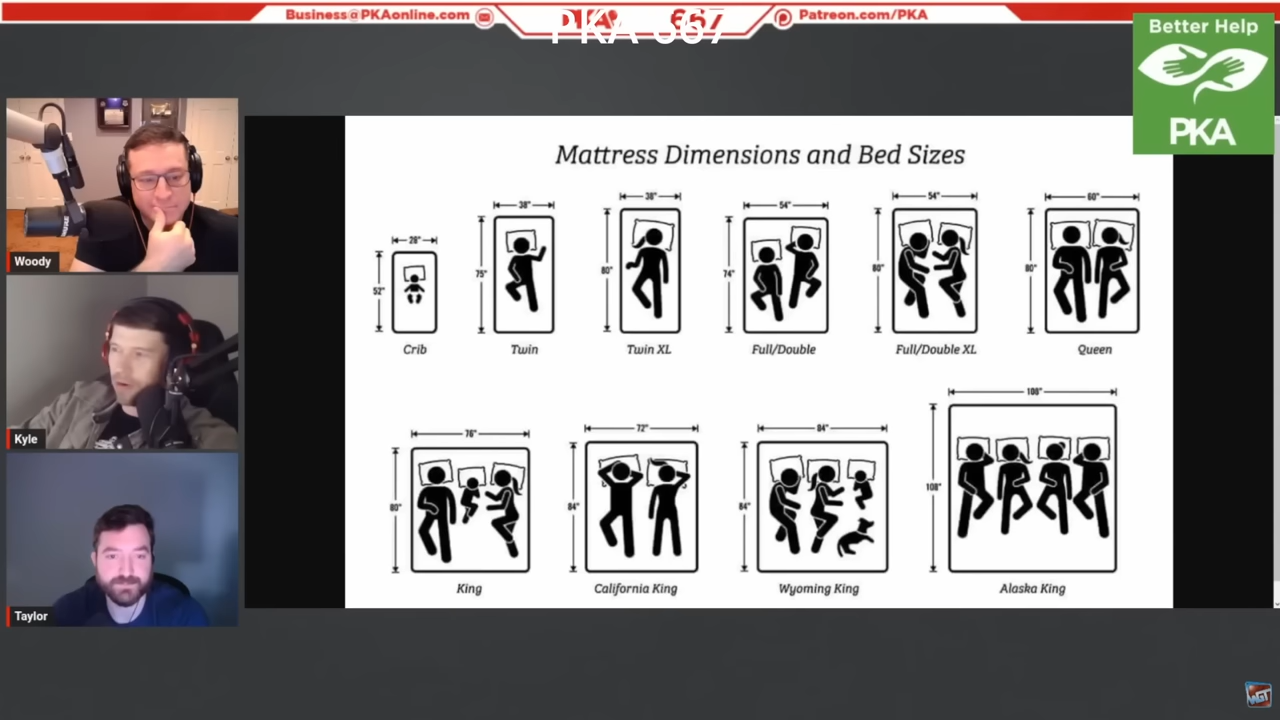 Business@PKAonline.com
PKA 667
Patreon.com/PKA
Better Help
PKA
Woody
Kyle
Taylor
Mattress Dimensions and Bed Sizes
28"
52"
Crib
38"
75"
Twin
38"
80"
Twin XL
54"
74"
Full/Double
54"
80"
Full/Double XL
60"
80"
Queen
76"
80"
King
72"
84"
California King
84"
84"
Wyoming King
108"
108"
Alaska King
WGT